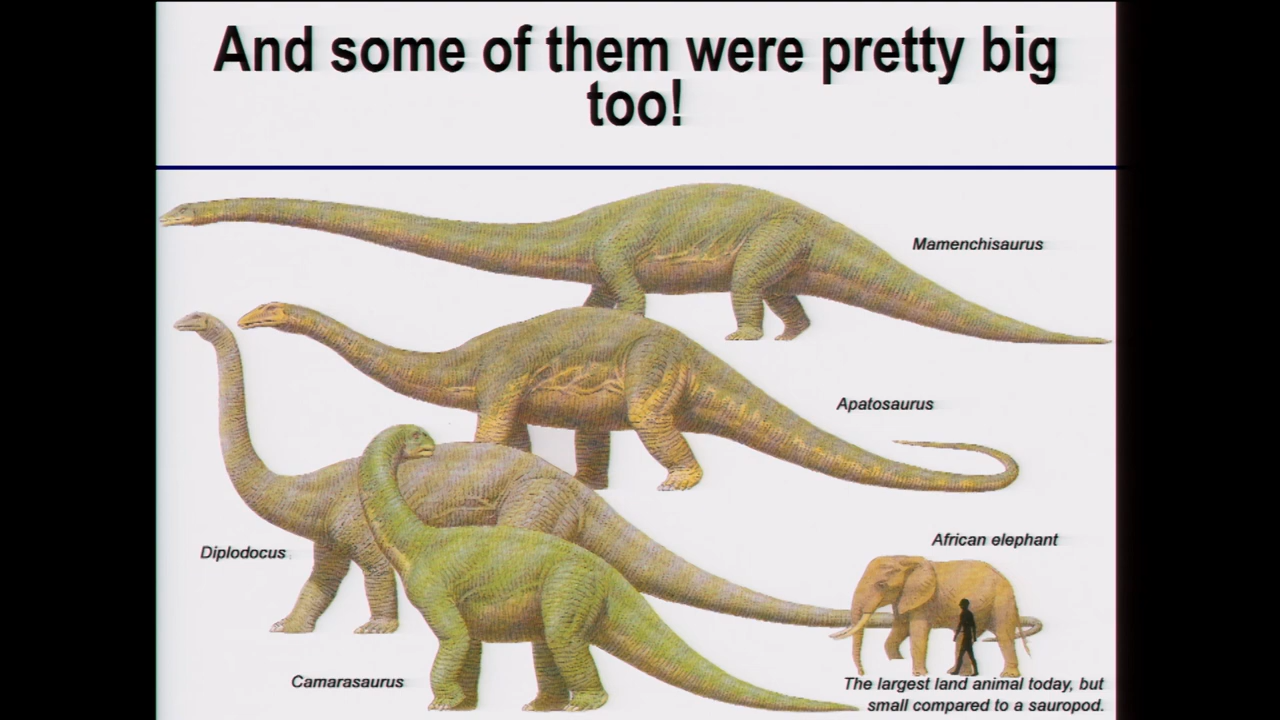 And some of them were pretty big
too!
Mamenchisaurus
Apatosaurus
African elephant
Diplodocus
Camarasaurus
The largest land animal today, but
small compared to a sauropod.